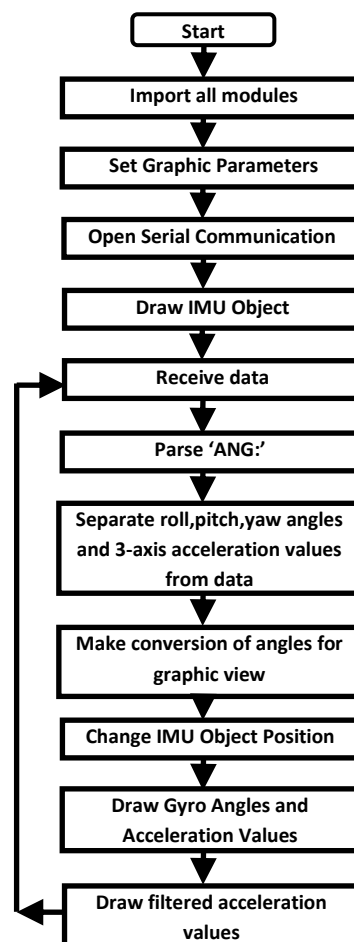 Start
Import all modules
Set Graphic Parameters
Open Serial Communication
Draw IMU Object
Receive data
Parse ‘ANG:’
Separate roll,pitch,yaw angles
and 3-axis acceleration values
from data
Make conversion of angles for
graphic view
Change IMU Object Position
Draw Gyro Angles and
Acceleration Values
Draw filtered acceleration
values